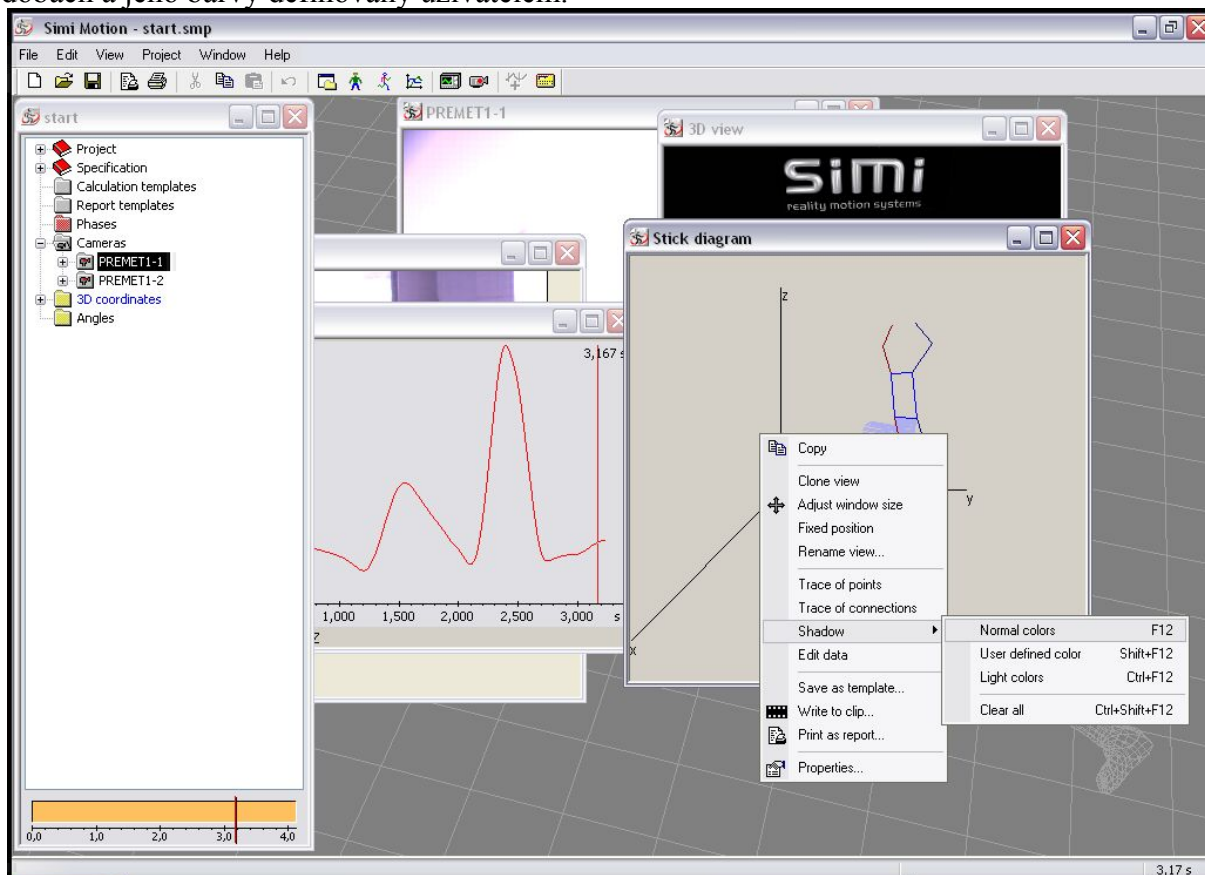 dobách a jeho barvy definovány uživatelem.
Simi Motion - start.smp
File Edit View Project Window Help
start
Project
Specification
Calculation templates
Report templates
Phases
Cameras
PREMET1-1
PREMET1-2
3D coordinates
Angles
0,0 1,0 2,0 3,0 4,0
PREMET1-1
3D view
simi
reality motion systems
3,167 s
1,000 1,500 2,000 2,500 3,000 s
Z
Stick diagram
z
y
x
Copy
Clone view
Adjust window size
Fixed position
Rename view...
Trace of points
Trace of connections
Shadow
Edit data
Save as template...
Write to clip...
Print as report...
Properties...
Normal colors F12
User defined color Shift+F12
Light colors Ctrl+F12
Clear all Ctrl+Shift+F12
3,17 s